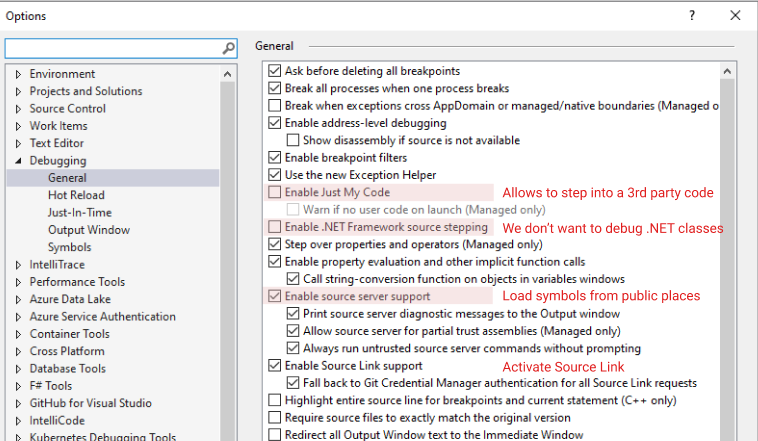 Options
?
General
Environment
Projects and Solutions
Source Control
Work Items
Text Editor
Debugging
General
Hot Reload
Just-In-Time
Output Window
Symbols
IntelliTrace
Performance Tools
Azure Data Lake
Azure Service Authentication
Container Tools
Cross Platform
Database Tools
F# Tools
GitHub for Visual Studio
IntelliCode
Kubernetes Debugging Tools
Ask before deleting all breakpoints
Break all processes when one process breaks
Break when exceptions cross AppDomain or managed/native boundaries (Managed o
Enable address-level debugging
Show disassembly if source is not available
Enable breakpoint filters
Use the new Exception Helper
Enable Just My Code Allows to step into a 3rd party code
Warn if no user code on launch (Managed only)
Enable .NET Framework source stepping We don't want to debug .NET classes
Step over properties and operators (Managed only)
Enable property evaluation and other implicit function calls
Call string-conversion function on objects in variables windows
Enable source server support Load symbols from public places
Print source server diagnostic messages to the Output window
Allow source server for partial trust assemblies (Managed only)
Always run untrusted source server commands without prompting
Enable Source Link support Activate Source Link
Fall back to Git Credential Manager authentication for all Source Link requests
Highlight entire source line for breakpoints and current statement (C++ only)
Require source files to exactly match the original version
Redirect all Output Window text to the Immediate Window